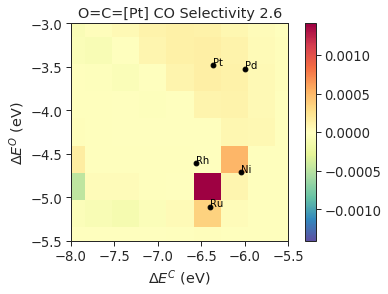 O=C=[Pt] CO Selectivity 2.6
−3.0
−3.5
−4.0
−4.5
−5.0
−5.5
ΔE^O (eV)
Pt
Pd
Rh
Ni
Ru
−8.0 −7.5 −7.0 −6.5 −6.0 −5.5
ΔE^C (eV)
0.0010
0.0005
0.0000
−0.0005
−0.0010